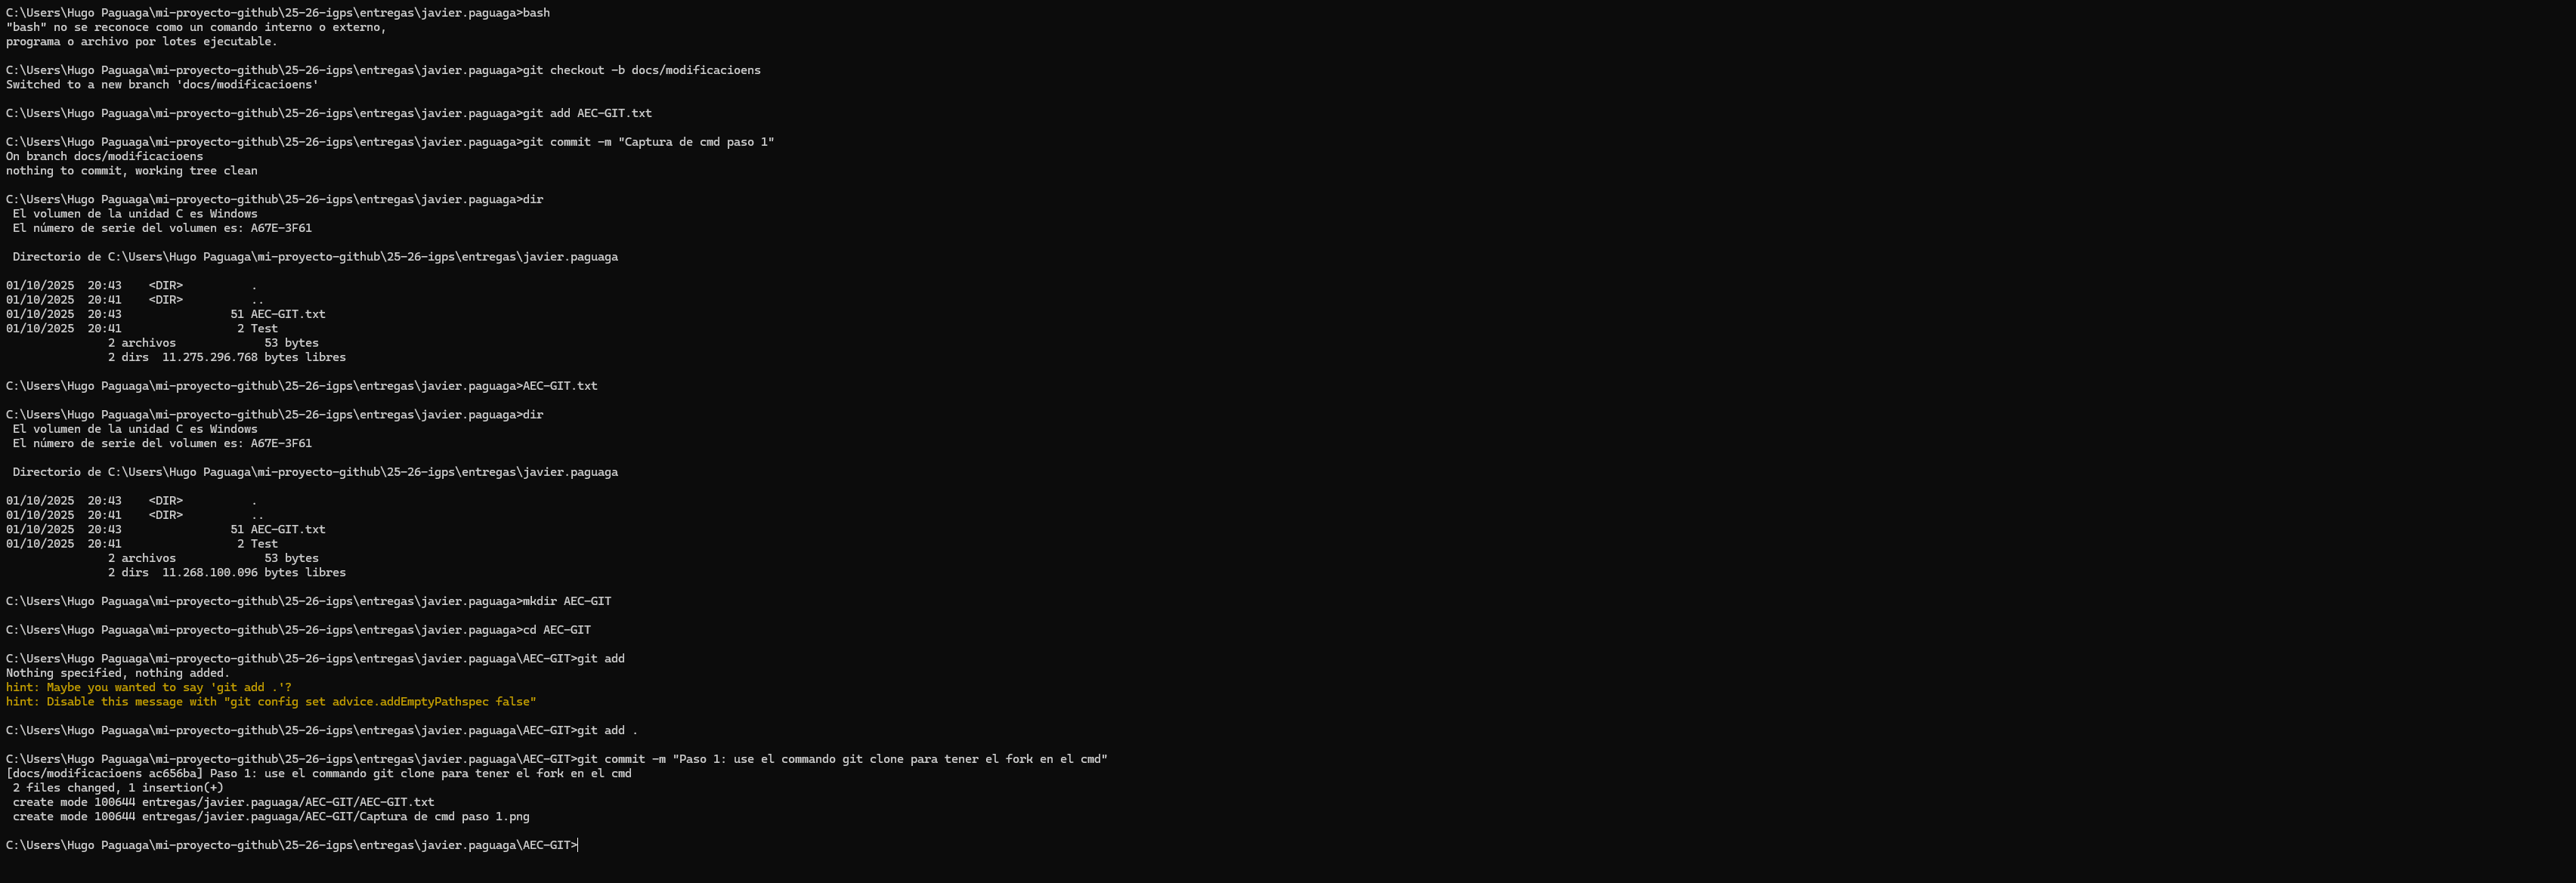 C:\Users\Hugo Paguaga\mi-proyecto-github\25-26-igps\entregas\javier.paguaga>bash
"bash" no se reconoce como un comando interno o externo,
programa o archivo por lotes ejecutable.
C:\Users\Hugo Paguaga\mi-proyecto-github\25-26-igps\entregas\javier.paguaga>git checkout -b docs/modificacioens
Switched to a new branch 'docs/modificacioens'
C:\Users\Hugo Paguaga\mi-proyecto-github\25-26-igps\entregas\javier.paguaga>git add AEC-GIT.txt
C:\Users\Hugo Paguaga\mi-proyecto-github\25-26-igps\entregas\javier.paguaga>git commit -m "Captura de cmd paso 1"
On branch docs/modificacioens
nothing to commit, working tree clean
C:\Users\Hugo Paguaga\mi-proyecto-github\25-26-igps\entregas\javier.paguaga>dir
El volumen de la unidad C es Windows
El número de serie del volumen es: A67E-3F61
Directorio de C:\Users\Hugo Paguaga\mi-proyecto-github\25-26-igps\entregas\javier.paguaga
01/10/2025  20:43    <DIR>          .
01/10/2025  20:41    <DIR>          ..
01/10/2025  20:43                51 AEC-GIT.txt
01/10/2025  20:41                 2 Test
2 archivos             53 bytes
2 dirs  11.275.296.768 bytes libres
C:\Users\Hugo Paguaga\mi-proyecto-github\25-26-igps\entregas\javier.paguaga>AEC-GIT.txt
C:\Users\Hugo Paguaga\mi-proyecto-github\25-26-igps\entregas\javier.paguaga>dir
El volumen de la unidad C es Windows
El número de serie del volumen es: A67E-3F61
Directorio de C:\Users\Hugo Paguaga\mi-proyecto-github\25-26-igps\entregas\javier.paguaga
01/10/2025  20:43    <DIR>          .
01/10/2025  20:41    <DIR>          ..
01/10/2025  20:43                51 AEC-GIT.txt
01/10/2025  20:41                 2 Test
2 archivos             53 bytes
2 dirs  11.268.100.096 bytes libres
C:\Users\Hugo Paguaga\mi-proyecto-github\25-26-igps\entregas\javier.paguaga>mkdir AEC-GIT
C:\Users\Hugo Paguaga\mi-proyecto-github\25-26-igps\entregas\javier.paguaga>cd AEC-GIT
C:\Users\Hugo Paguaga\mi-proyecto-github\25-26-igps\entregas\javier.paguaga\AEC-GIT>git add
Nothing specified, nothing added.
hint: Maybe you wanted to say 'git add .'?
hint: Disable this message with "git config set advice.addEmptyPathspec false"
C:\Users\Hugo Paguaga\mi-proyecto-github\25-26-igps\entregas\javier.paguaga\AEC-GIT>git add .
C:\Users\Hugo Paguaga\mi-proyecto-github\25-26-igps\entregas\javier.paguaga\AEC-GIT>git commit -m "Paso 1: use el commando git clone para tener el fork en el cmd"
[docs/modificacioens ac656ba] Paso 1: use el commando git clone para tener el fork en el cmd
2 files changed, 1 insertion(+)
create mode 100644 entregas/javier.paguaga/AEC-GIT/AEC-GIT.txt
create mode 100644 entregas/javier.paguaga/AEC-GIT/Captura de cmd paso 1.png
C:\Users\Hugo Paguaga\mi-proyecto-github\25-26-igps\entregas\javier.paguaga\AEC-GIT>